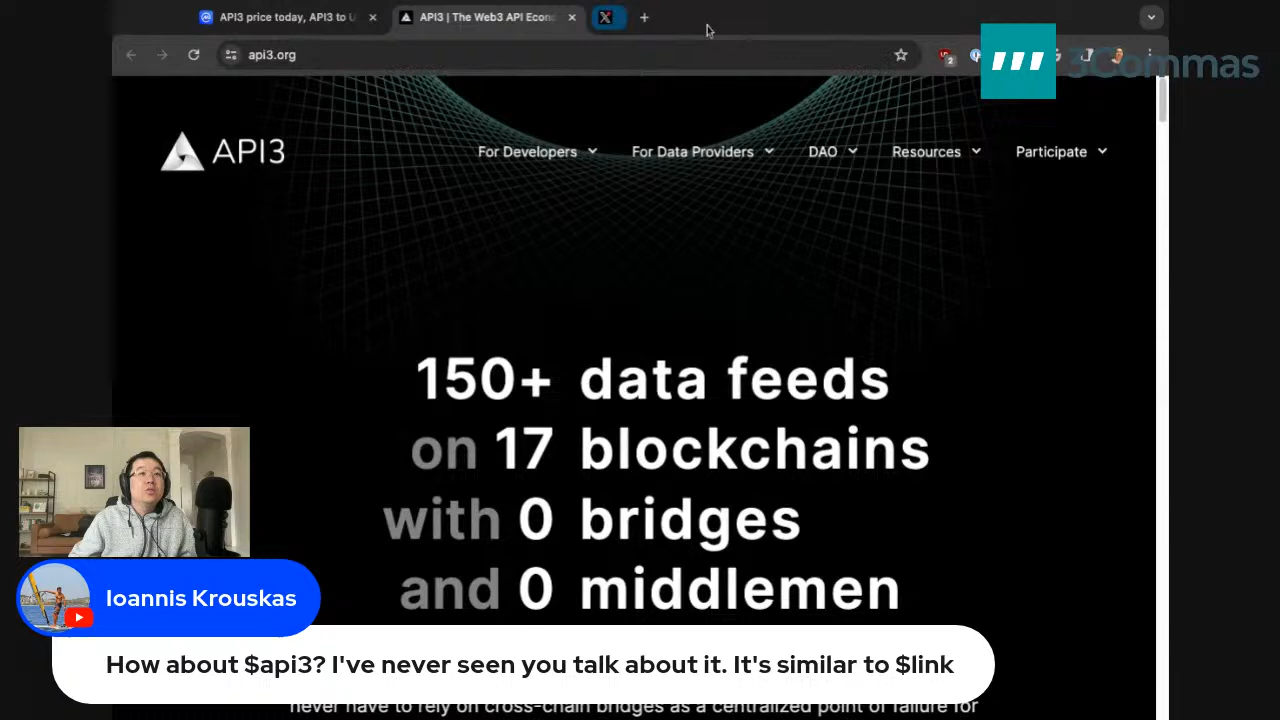 API3 price today, API3 to U
API3 | The Web3 API Econ
api3.org
2
3Commas
API3
For Developers
For Data Providers
DAO
Resources
Participate
150+ data feeds
on 17 blockchains
with 0 bridges
and 0 middlemen
Ioannis Krouskas
How about $api3? I've never seen you talk about it. It's similar to $link
never have to rely on cross-chain bridges as a centralized point of failure for